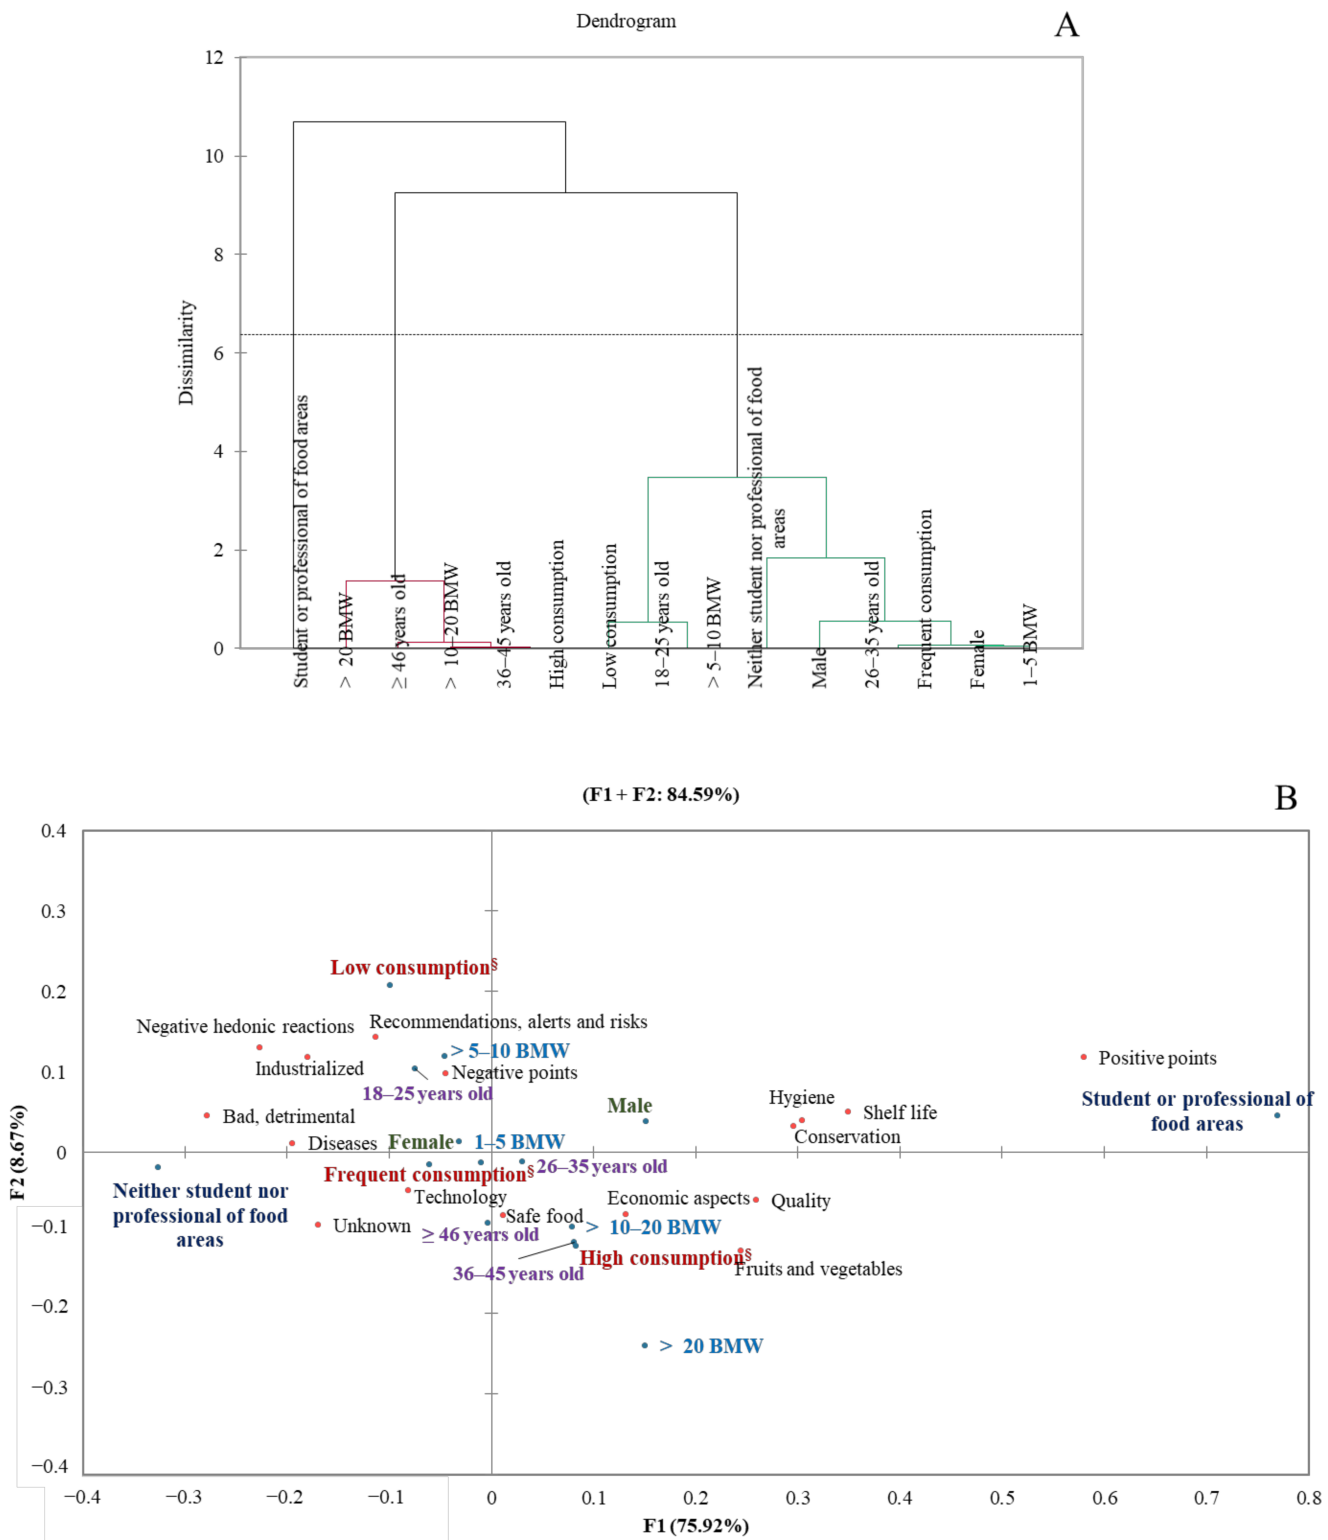 Dendrogram
A
12
10
8
6
4
2
0
Dissimilarity
Student or professional of food areas
> 20 BMW
≥ 46 years old
> 10–20 BMW
36–45 years old
High consumption
Low consumption
18–25 years old
> 5–10 BMW
Neither student nor professional of food
areas
Male
26–35 years old
Frequent consumption
Female
1–5 BMW
(F1 + F2: 84.59%)
B
0.4
0.3
0.2
0.1
0
−0.1
−0.2
−0.3
−0.4
F2 (8.67%)
Low consumption§
Negative hedonic reactions
Recommendations, alerts and risks
Industrialized
> 5–10 BMW
Negative points
18–25 years old
Positive points
Bad, detrimental
Male
Hygiene
Shelf life
Student or professional of
food areas
Diseases
Female
1–5 BMW
Conservation
Frequent consumption§
26–35 years old
Neither student nor
professional of food
areas
Technology
Economic aspects
Quality
Unknown
Safe food
≥ 46 years old
> 10–20 BMW
36–45 years old
High consumption§
Fruits and vegetables
> 20 BMW
−0.4 −0.3 −0.2 −0.1 0 0.1 0.2 0.3 0.4 0.5 0.6 0.7 0.8
F1 (75.92%)